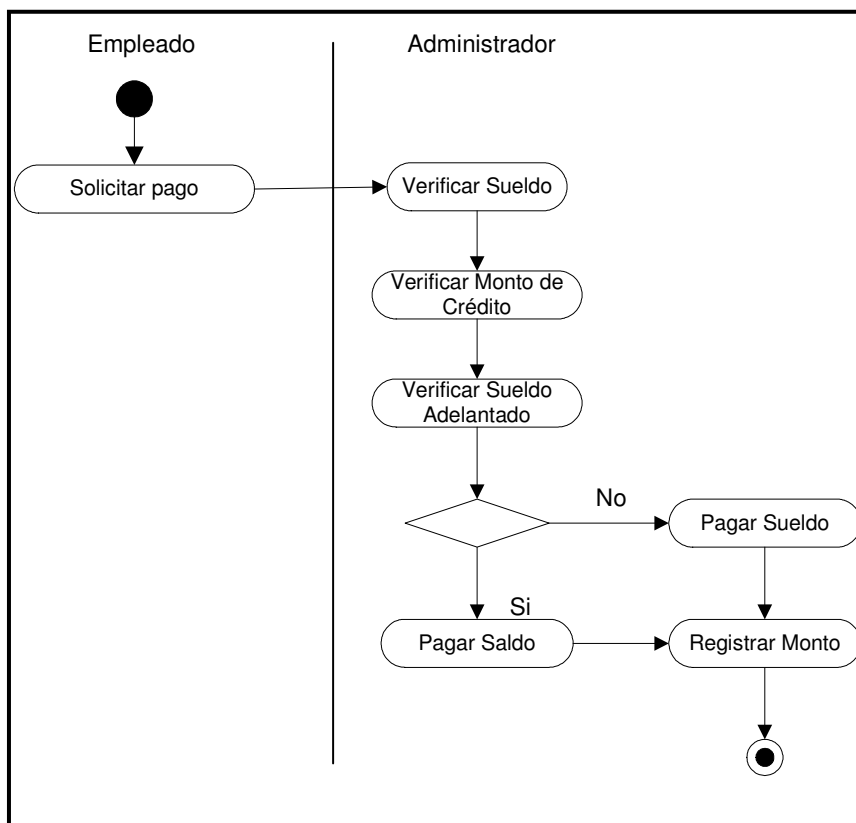 Empleado
Administrador
Solicitar pago
Verificar Sueldo
Verificar Monto de
Crédito
Verificar Sueldo
Adelantado
No
Pagar Sueldo
Si
Pagar Saldo
Registrar Monto